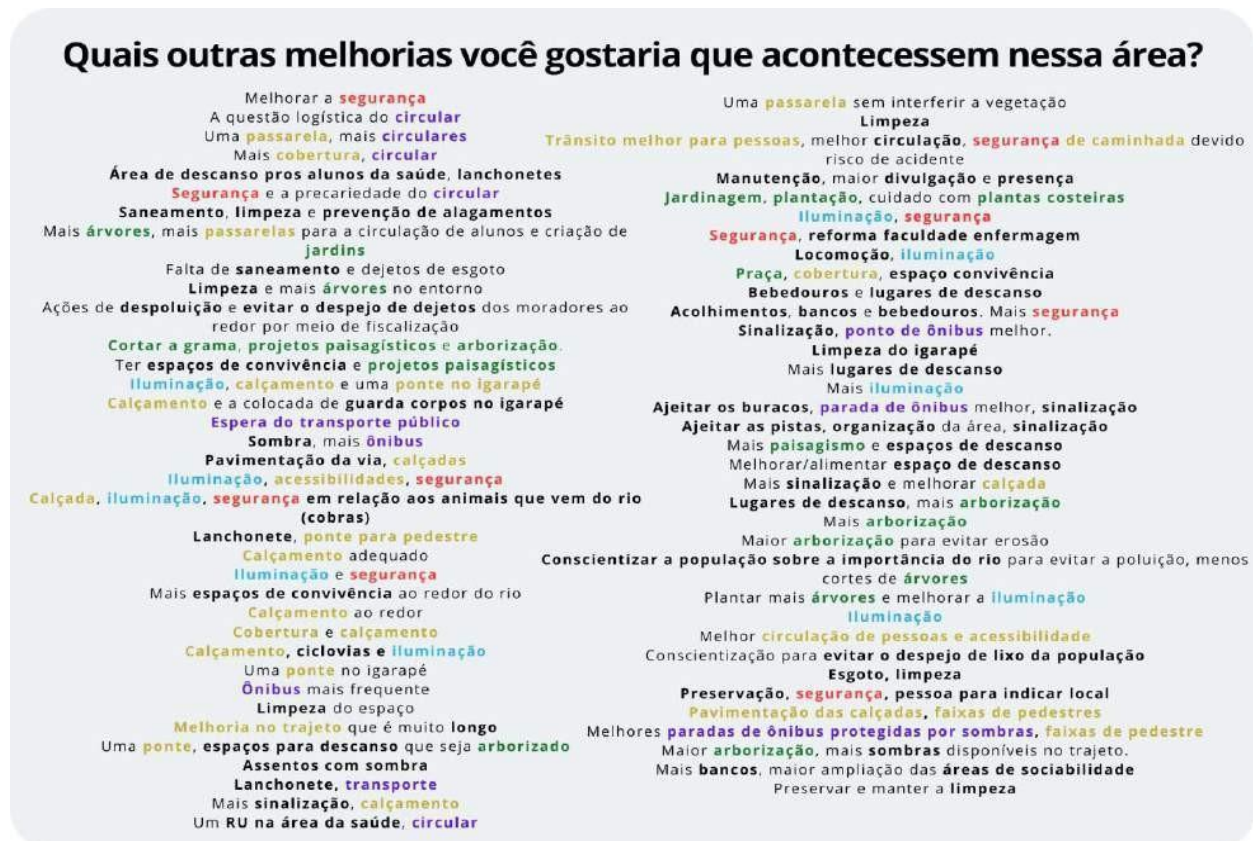 Quais outras melhorias você gostaria que acontecessem nessa área?
Melhorar a segurança
A questão logística do circular
Uma passarela, mais circulares
Mais cobertura, circular
Área de descanso pros alunos da saúde, lanchonetes
Segurança e a precariedade do circular
Saneamento, limpeza e prevenção de alagamentos
Mais árvores, mais passarelas para a circulação de alunos e criação de
jardins
Falta de saneamento e dejetos de esgoto
Limpeza e mais árvores no entorno
Ações de despoluição e evitar o despejo de dejetos dos moradores ao
redor por meio de fiscalização
Cortar a grama, projetos paisagísticos e arborização.
Ter espaços de convivência e projetos paisagísticos
Iluminação, calçamento e uma ponte no igarapé
Calçamento e a colocada de guarda corpos no igarapé
Espera do transporte público
Sombra, mais ônibus
Pavimentação da via, calçadas
Iluminação, acessibilidades, segurança
Calçada, iluminação, segurança em relação aos animais que vem do rio
(cobras)
Lanchonete, ponte para pedestre
Calçamento adequado
Iluminação e segurança
Mais espaços de convivência ao redor do rio
Calçamento ao redor
Cobertura e calçamento
Calçamento, ciclovias e iluminação
Uma ponte no igarapé
Ônibus mais frequente
Limpeza do espaço
Melhoria no trajeto que é muito longo
Uma ponte, espaços para descanso que seja arborizado
Assentos com sombra
Lanchonete, transporte
Mais sinalização, calçamento
Um RU na área da saúde, circular
Uma passarela sem interferir a vegetação
Limpeza
Trânsito melhor para pessoas, melhor circulação, segurança de caminhada devido
risco de acidente
Manutenção, maior divulgação e presença
Jardinagem, plantação, cuidado com plantas costeiras
Iluminação, segurança
Segurança, reforma faculdade enfermagem
Locomoção, iluminação
Praça, cobertura, espaço convivência
Bebedouros e lugares de descanso
Acolhimentos, bancos e bebedouros. Mais segurança
Sinalização, ponto de ônibus melhor.
Limpeza do igarapé
Mais lugares de descanso
Mais iluminação
Ajeitar os buracos, parada de ônibus melhor, sinalização
Ajeitar as pistas, organização da área, sinalização
Mais paisagismo e espaços de descanso
Melhorar/alimentar espaço de descanso
Mais sinalização e melhorar calçada
Lugares de descanso, mais arborização
Mais arborização
Maior arborização para evitar erosão
Conscientizar a população sobre a importância do rio para evitar a poluição, menos
cortes de árvores
Plantar mais árvores e melhorar a iluminação
Iluminação
Melhor circulação de pessoas e acessibilidade
Conscientização para evitar o despejo de lixo da população
Esgoto, limpeza
Preservação, segurança, pessoa para indicar local
Pavimentação das calçadas, faixas de pedestres
Melhores paradas de ônibus protegidas por sombras, faixas de pedestre
Maior arborização, mais sombras disponíveis no trajeto.
Mais bancos, maior ampliação das áreas de sociabilidade
Preservar e manter a limpeza